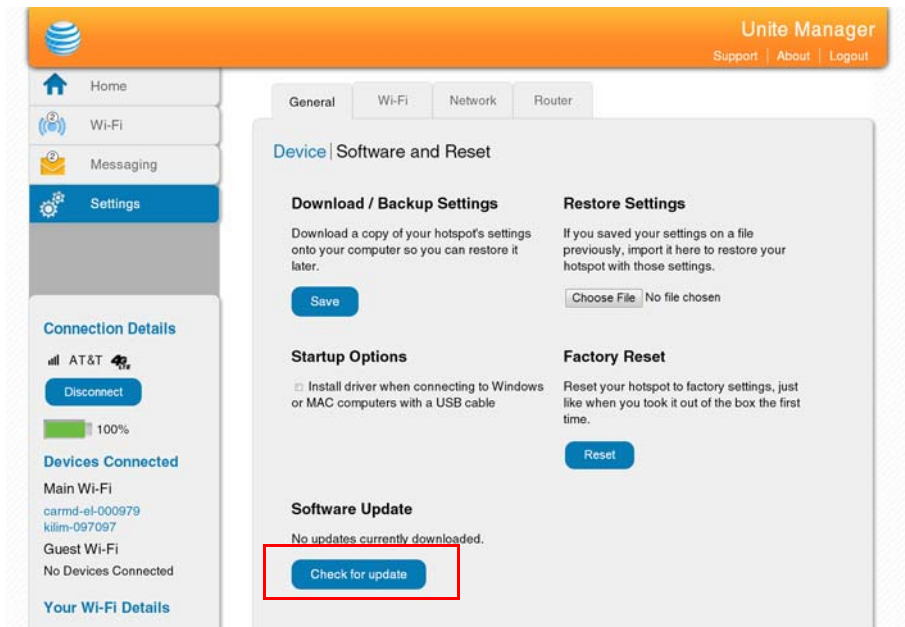 Unite Manager
Support | About | Logout
Home
2
Wi-Fi
2
Messaging
Settings
Connection Details
AT&T 4G LTE
Disconnect
100%
Devices Connected
Main Wi-Fi
carmd-el-000979
kilim-097097
Guest Wi-Fi
No Devices Connected
Your Wi-Fi Details
General
Wi-Fi
Network
Router
Device | Software and Reset
Download / Backup Settings
Download a copy of your hotspot's settings
onto your computer so you can restore it
later.
Save
Restore Settings
If you saved your settings on a file
previously, import it here to restore your
hotspot with those settings.
Choose File No file chosen
Startup Options
Install driver when connecting to Windows
or MAC computers with a USB cable
Factory Reset
Reset your hotspot to factory settings, just
like when you took it out of the box the first
time.
Reset
Software Update
No updates currently downloaded.
Check for update